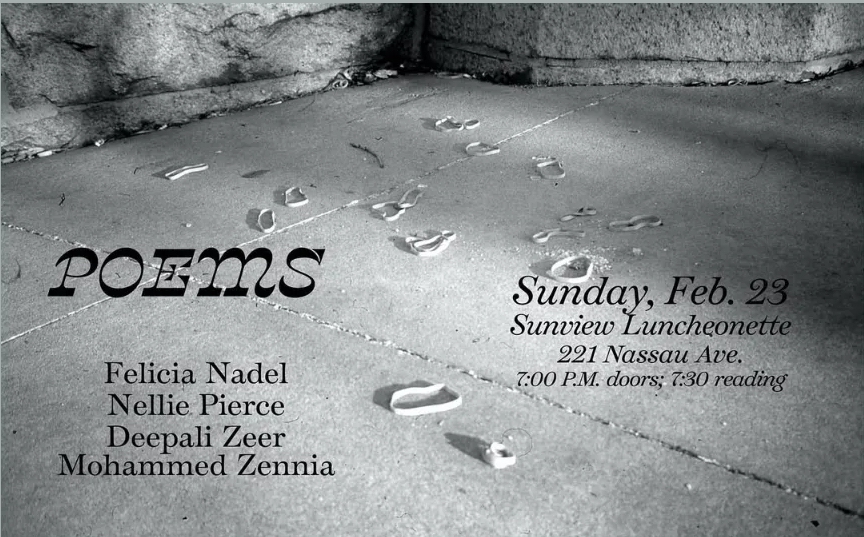 POEMS
Felicia Nadel
Nellie Pierce
Deepali Zeer
Mohammed Zennia
Sunday, Feb. 23
Sunview Luncheonette
221 Nassau Ave.
7:00 P.M. doors; 7:30 reading